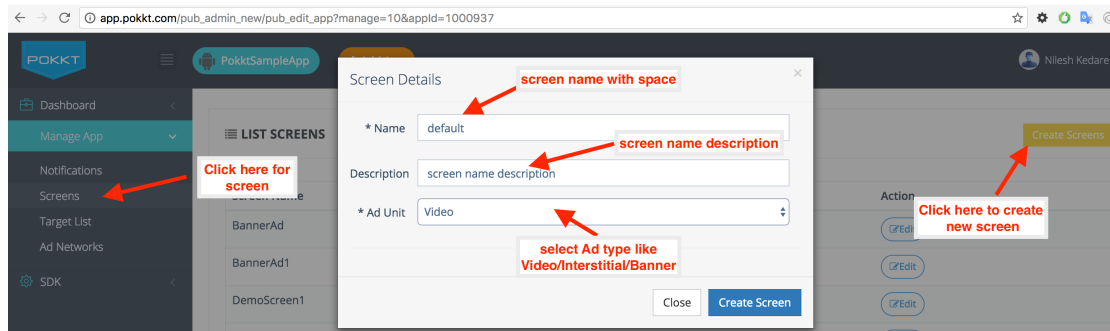 app.pokkt.com/pub_admin_new/pub_edit_app?manage=10&appId=1000937
POKKT
PokktSampleApp
Nilesh Kedare
Dashboard
Manage App
Notifications
Screens
Target List
Ad Networks
SDK
LIST SCREENS
Create Screens
Click here for
screen
Screen Name
Action
BannerAd
Edit
BannerAd1
Edit
DemoScreen1
Edit
Click here to create
new screen
Screen Details
×
screen name with space
* Name
default
screen name description
Description
screen name description
* Ad Unit
Video
select Ad type like
Video/Interstitial/Banner
Close
Create Screen